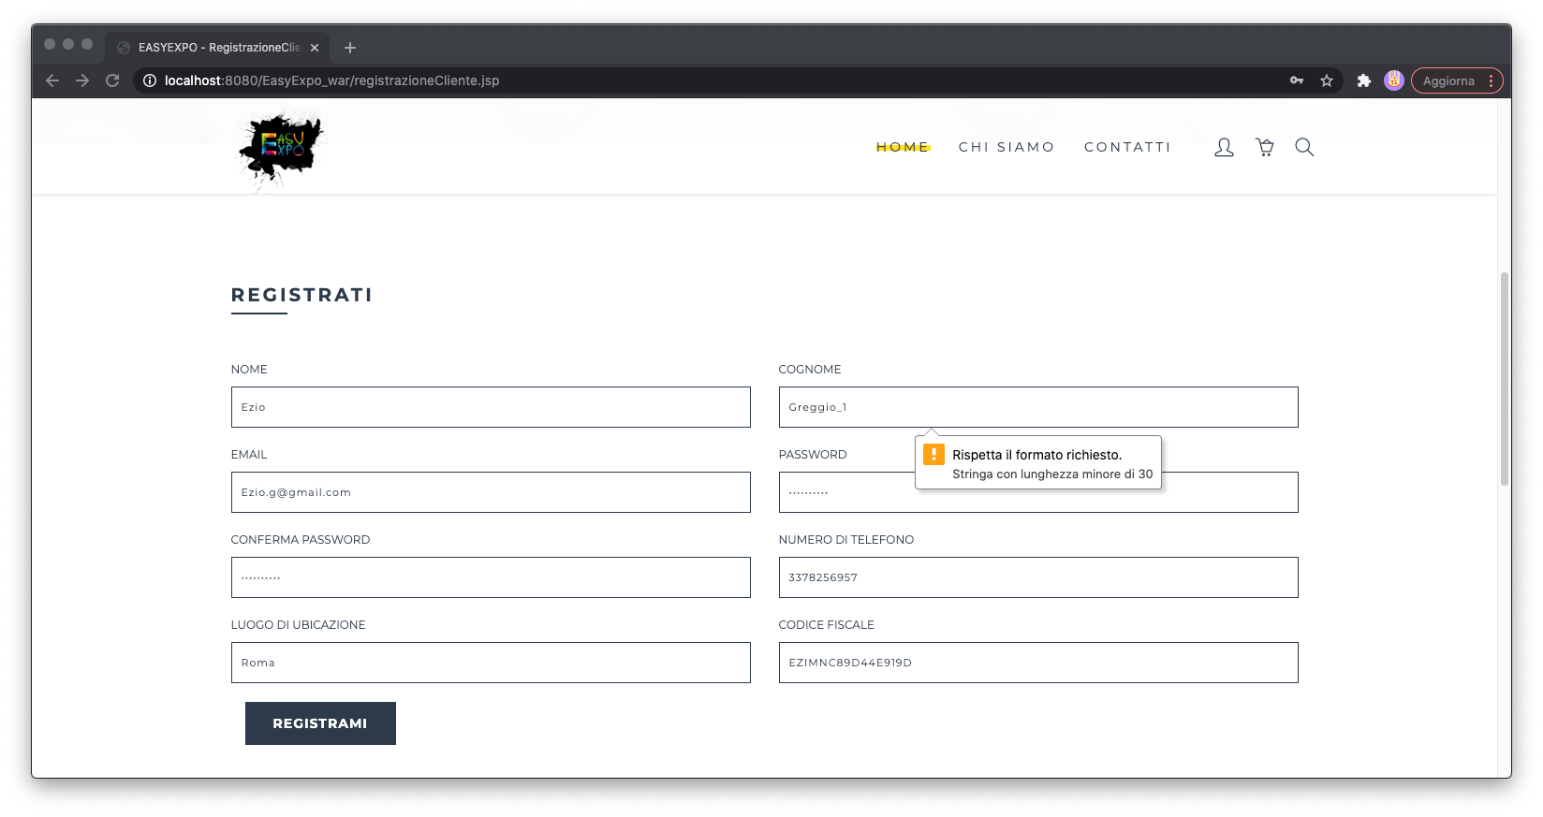 EASYEXPO - RegistrazioneClie
localhost:8080/EasyExpo_war/registrazioneCliente.jsp
Aggiorna
EASY
EXPO
HOME CHI SIAMO CONTATTI
REGISTRATI
NOME COGNOME
Ezio Greggio_1
Rispetta il formato richiesto.
Stringa con lunghezza minore di 30
EMAIL PASSWORD
Ezio.g@gmail.com ··········
CONFERMA PASSWORD NUMERO DI TELEFONO
·········· 3378256957
LUOGO DI UBICAZIONE CODICE FISCALE
Roma EZIMNC89D44E919D
REGISTRAMI